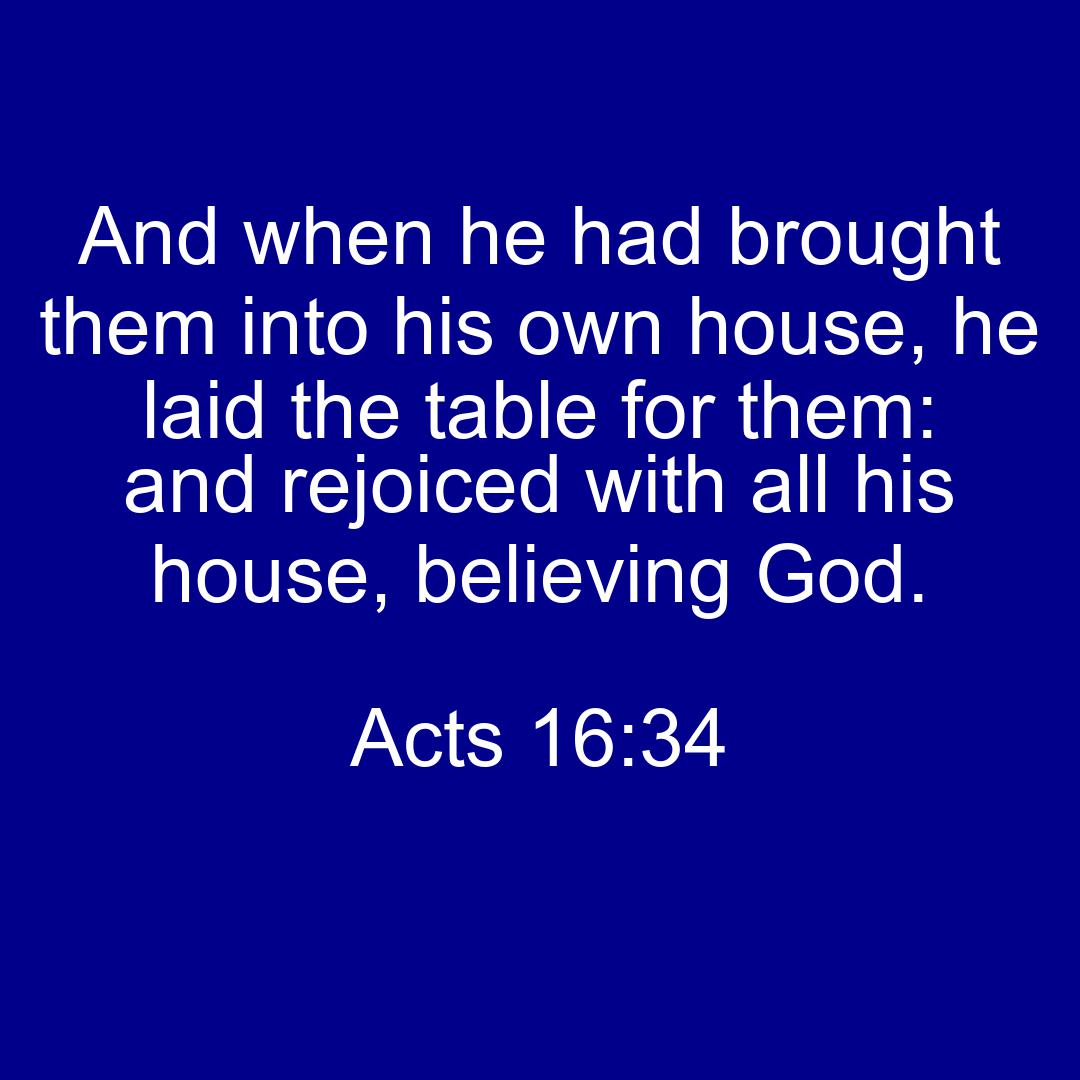 And when he had brought
them into his own house, he
laid the table for them:
and rejoiced with all his
house, believing God.
Acts 16:34